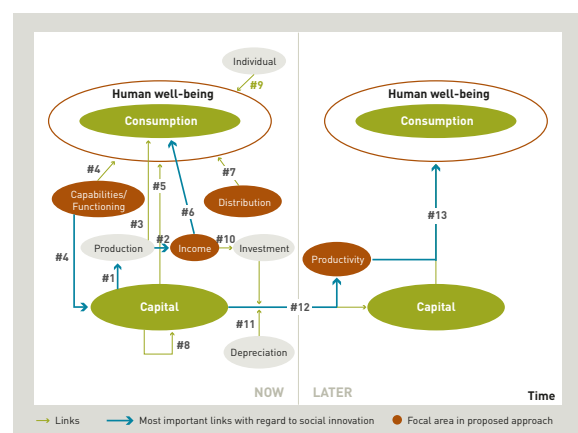 Individual
#9
Human well-being
Consumption
Human well-being
Consumption
#4
#5
#7
Capabilities/
Functioning
Distribution
#3
#6
#13
#4
#2
#10
Production
Income
Investment
Productivity
#1
Capital
#12
Capital
#11
#8
Depreciation
NOW
LATER
Time
Links
Most important links with regard to social innovation
Focal area in proposed approach